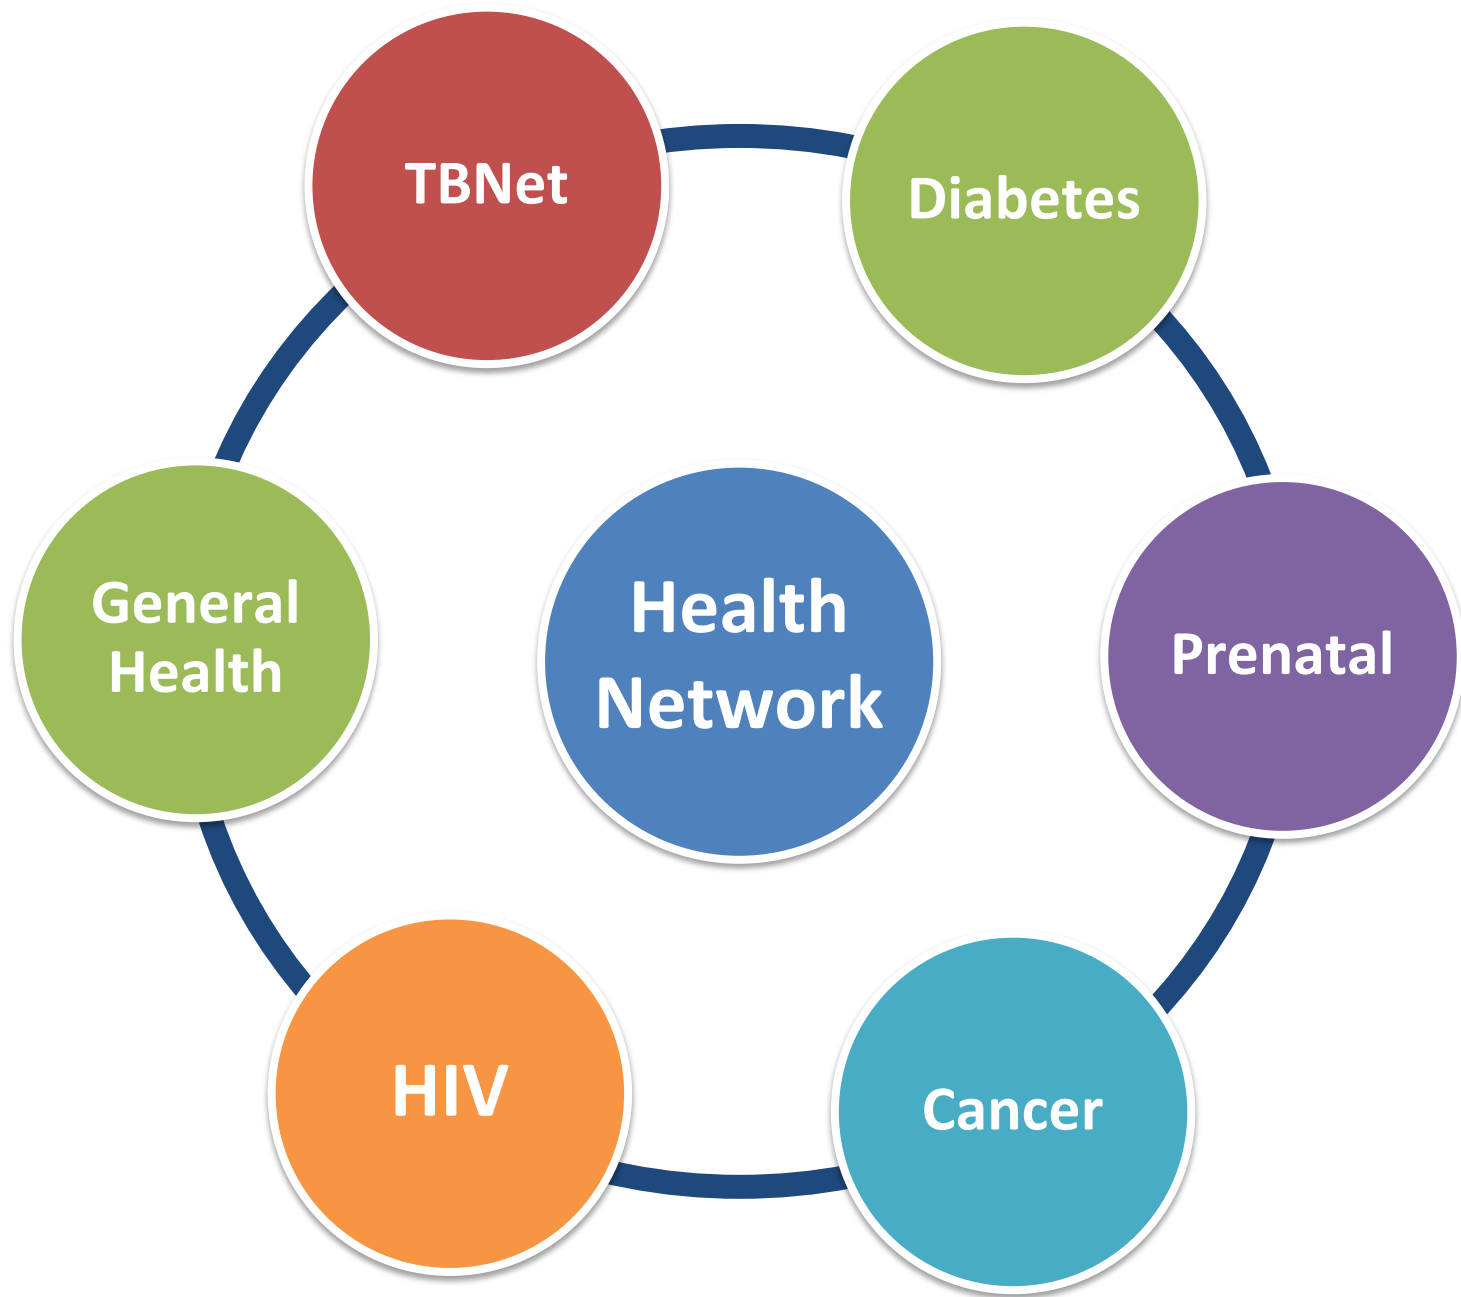 TBNet
Diabetes
General
Health
Health
Network
Prenatal
HIV
Cancer